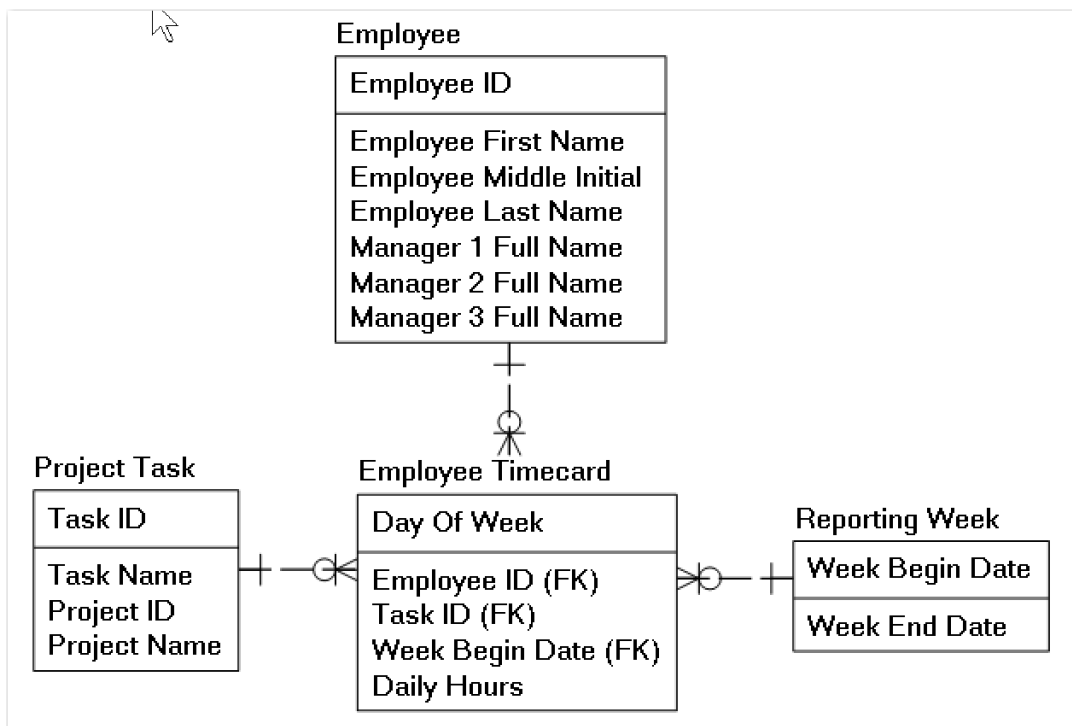 Employee
Employee ID
Employee First Name
Employee Middle Initial
Employee Last Name
Manager 1 Full Name
Manager 2 Full Name
Manager 3 Full Name
Project Task
Task ID
Task Name
Project ID
Project Name
Employee Timecard
Day Of Week
Employee ID (FK)
Task ID (FK)
Week Begin Date (FK)
Daily Hours
Reporting Week
Week Begin Date
Week End Date